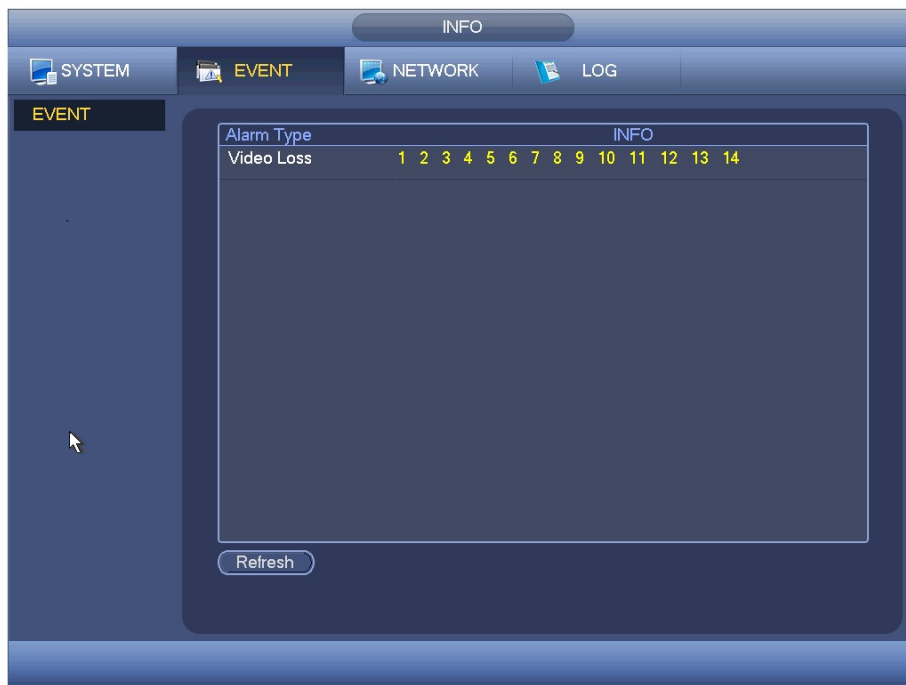 INFO
SYSTEM EVENT NETWORK LOG
EVENT
Alarm Type INFO
Video Loss 1 2 3 4 5 6 7 8 9 10 11 12 13 14
Refresh